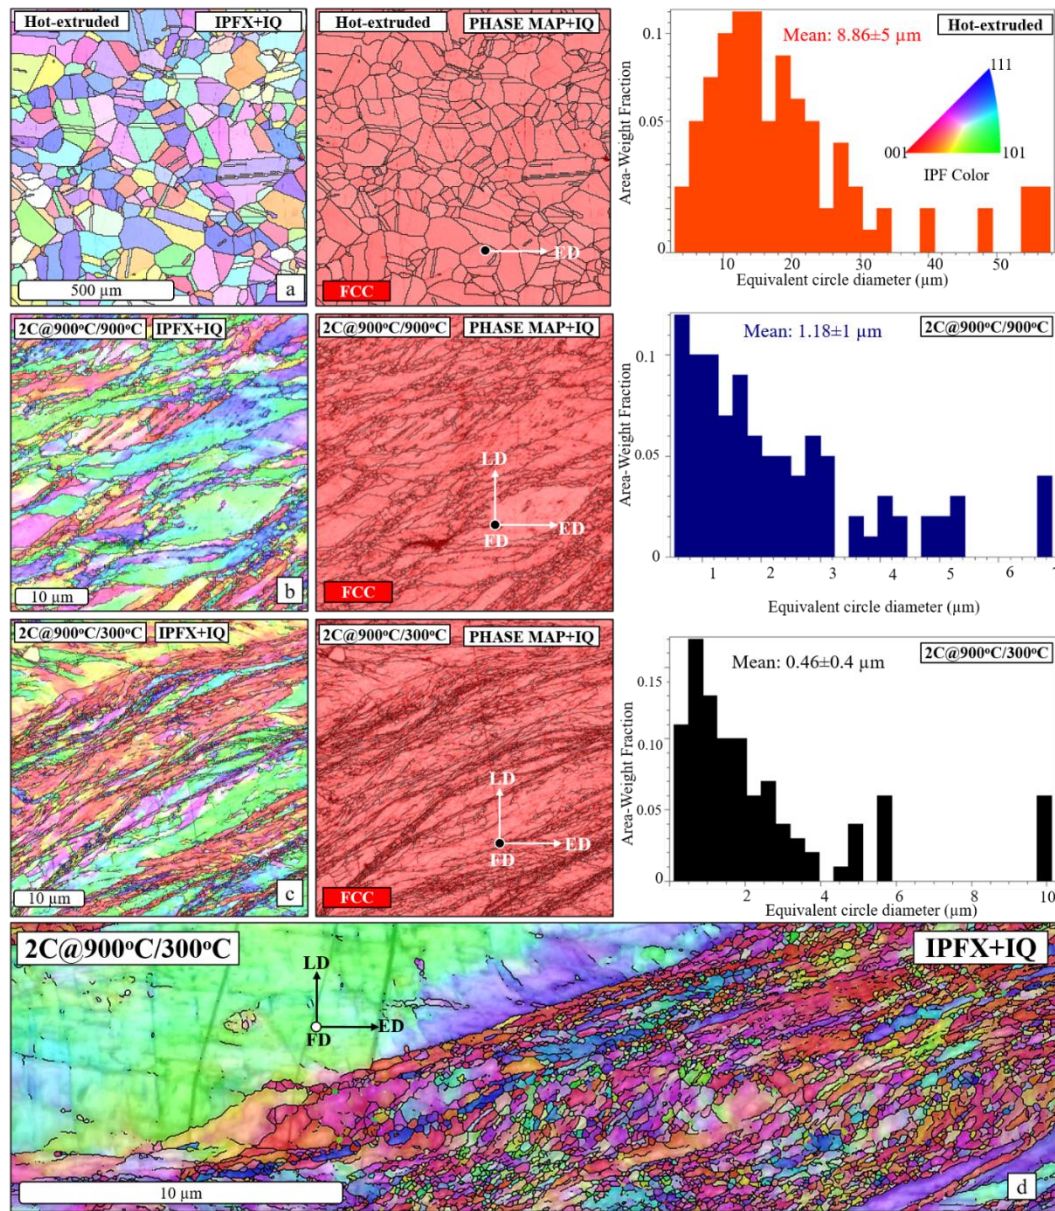 Hot-extruded IPFX+IQ
500 µm
a
Hot-extruded PHASE MAP+IQ
ED
FCC
Hot-extruded
Mean: 8.86±5 µm
111
001
101
IPF Color
Area-Weight Fraction
0.1
0.05
0
10 20 30 40 50
Equivalent circle diameter (µm)
2C@900°C/900°C IPFX+IQ
10 µm
b
2C@900°C/900°C PHASE MAP+IQ
LD
ED
FD
FCC
2C@900°C/900°C
Mean: 1.18±1 µm
Area-Weight Fraction
0.1
0.05
0
1 2 3 4 5 6 7
Equivalent circle diameter (µm)
2C@900°C/300°C IPFX+IQ
10 µm
c
2C@900°C/300°C PHASE MAP+IQ
LD
ED
FD
FCC
2C@900°C/300°C
Mean: 0.46±0.4 µm
Area-Weight Fraction
0.15
0.10
0.05
0
2 4 6 8 10
Equivalent circle diameter (µm)
2C@900°C/300°C IPFX+IQ
LD
ED
FD
10 µm
d